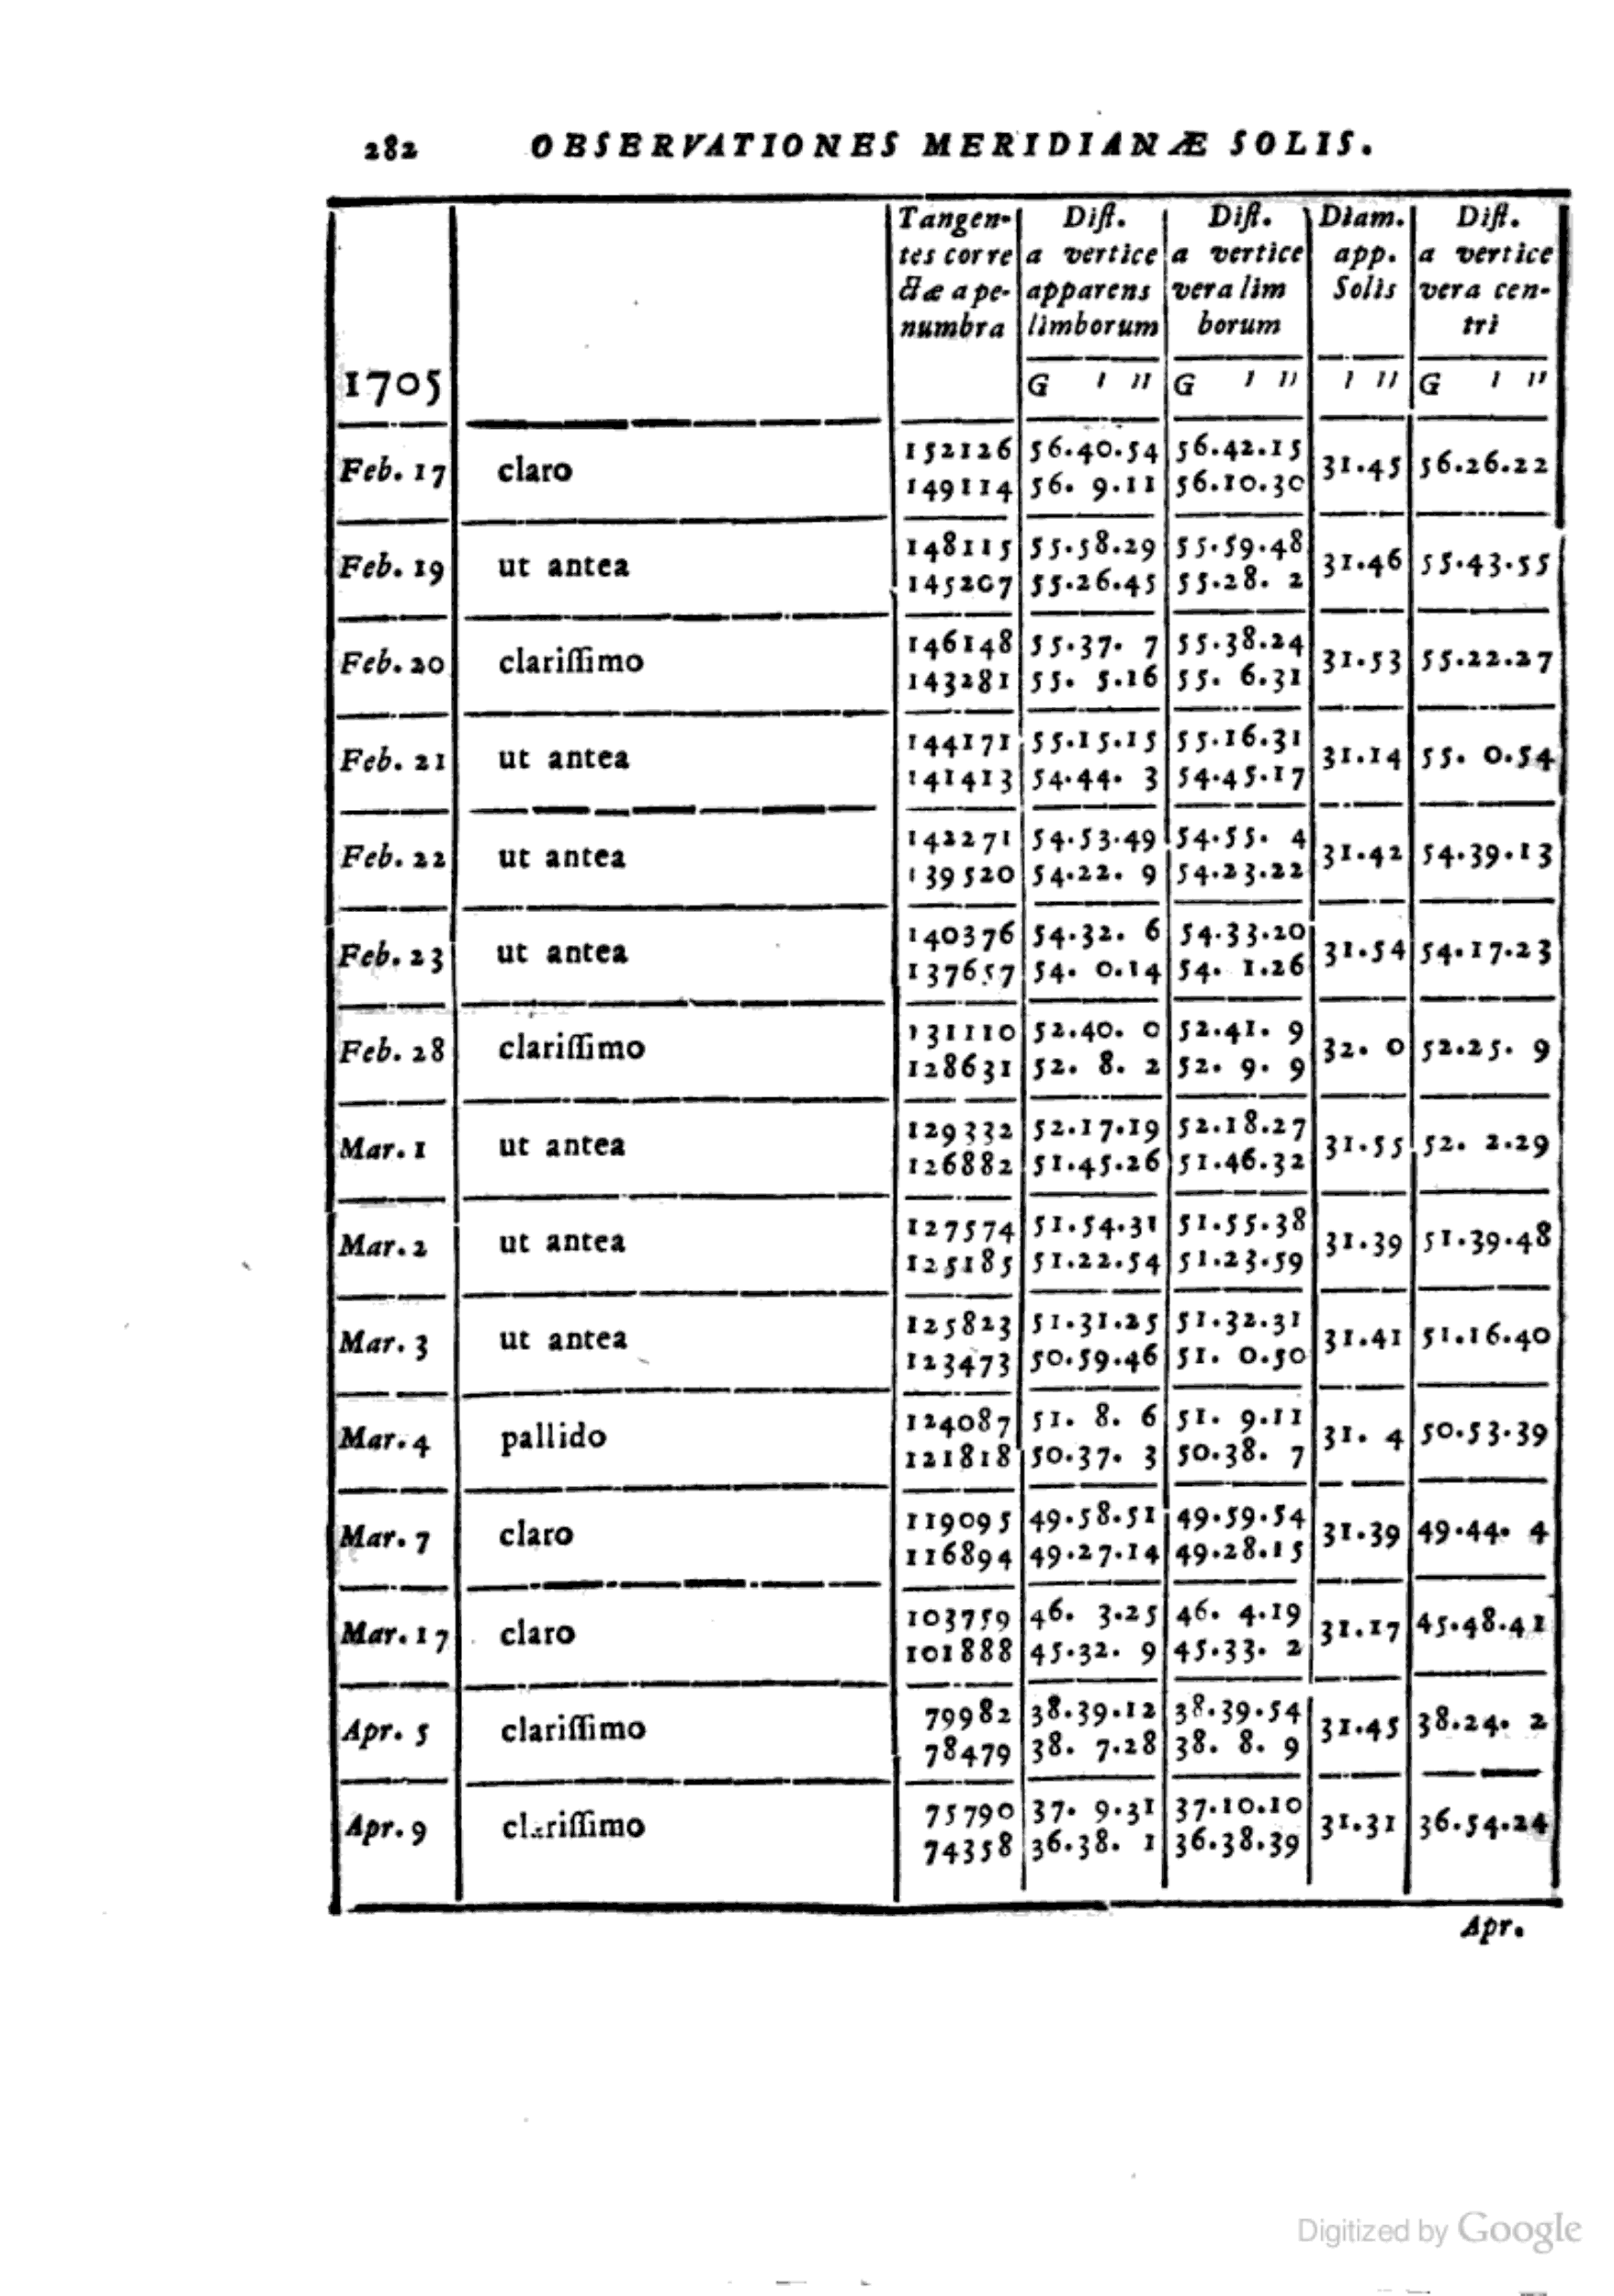 282 OBSERVATIONES MERIDIANÆ SOLIS.
1705
Tangen-
tes corre
ctæ a pe-
numbra
Diſt.
a vertice
apparens
limborum
G ı ıı
Diſt.
a vertice
vera lim
borum
G ı ıı
Diam.
app.
Solis
ı ıı
Diſt.
a vertice
vera cen-
tri
G ı ıı
Feb. 17 claro 152126 56.40.54 56.42.15 31.45 56.26.22
149114 56. 9.11 56.10.30
Feb. 19 ut antea 148115 55.58.29 55.59.48 31.46 55.43.55
145207 55.26.45 55.28. 2
Feb. 20 clariſſimo 146148 55.37. 7 55.38.24 31.53 55.22.27
143281 55. 5.16 55. 6.31
Feb. 21 ut antea 144171 55.15.15 55.16.31 31.14 55. 0.54
141413 54.44. 3 54.45.17
Feb. 22 ut antea 142271 54.53.49 54.55. 4 31.42 54.39.13
139520 54.22. 9 54.23.22
Feb. 23 ut antea 140376 54.32. 6 54.33.20 31.54 54.17.23
137657 54. 0.14 54. 1.26
Feb. 28 clariſſimo 131110 52.40. 0 52.41. 9 32. 0 52.25. 9
128631 52. 8. 2 52. 9. 9
Mar. 1 ut antea 129332 52.17.19 52.18.27 31.55 52. 2.29
126882 51.45.26 51.46.32
Mar. 2 ut antea 127574 51.54.31 51.55.38 31.39 51.39.48
125185 51.22.54 51.23.59
Mar. 3 ut antea 125823 51.31.25 51.32.31 31.41 51.16.40
123473 50.59.46 51. 0.50
Mar. 4 pallido 124087 51. 8. 6 51. 9.11 31. 4 50.53.39
121818 50.37. 3 50.38. 7
Mar. 7 claro 119095 49.58.51 49.59.54 31.39 49.44. 4
116894 49.27.14 49.28.15
Mar. 17 claro 103759 46. 3.25 46. 4.19 31.17 45.48.41
101888 45.32. 9 45.33. 2
Apr. 5 clariſſimo 79982 38.39.12 38.39.54 31.45 38.24. 2
78479 38. 7.28 38. 8. 9
Apr. 9 clariſſimo 75790 37. 9.31 37.10.10 31.31 36.54.24
74358 36.38. 1 36.38.39
Apr.
Digitized by Google